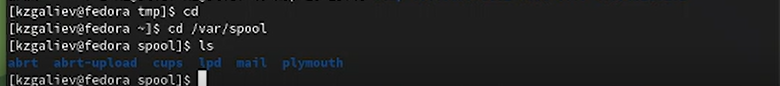 [kzgaliev@fedora tmp]$ cd
[kzgaliev@fedora ~]$ cd /var/spool
[kzgaliev@fedora spool]$ ls
abrt  abrt-upload  cups  lpd  mail  plymouth
[kzgaliev@fedora spool]$